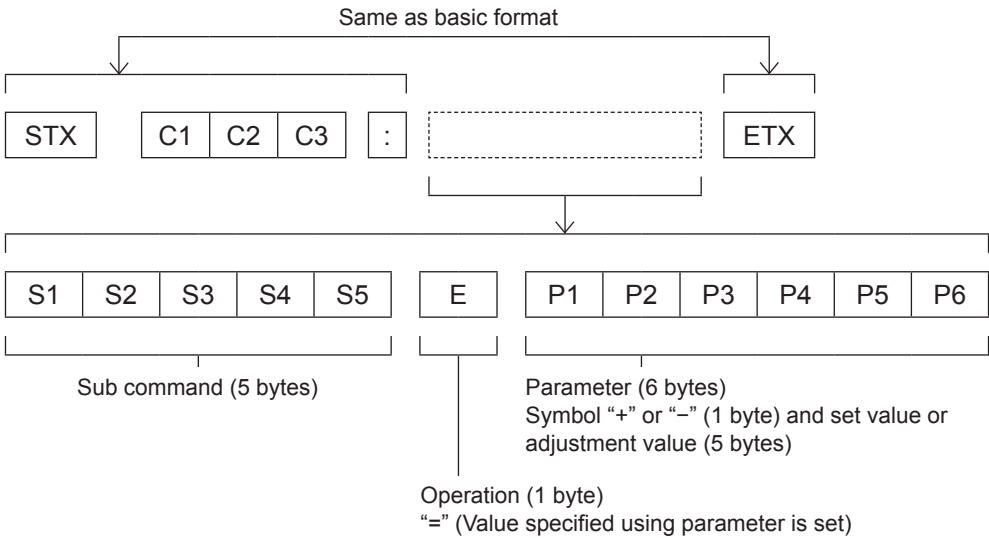 Same as basic format
STX C1 C2 C3 : ETX
S1 S2 S3 S4 S5 E P1 P2 P3 P4 P5 P6
Sub command (5 bytes)
Parameter (6 bytes)
Symbol “+” or “−” (1 byte) and set value or
adjustment value (5 bytes)
Operation (1 byte)
“=” (Value specified using parameter is set)